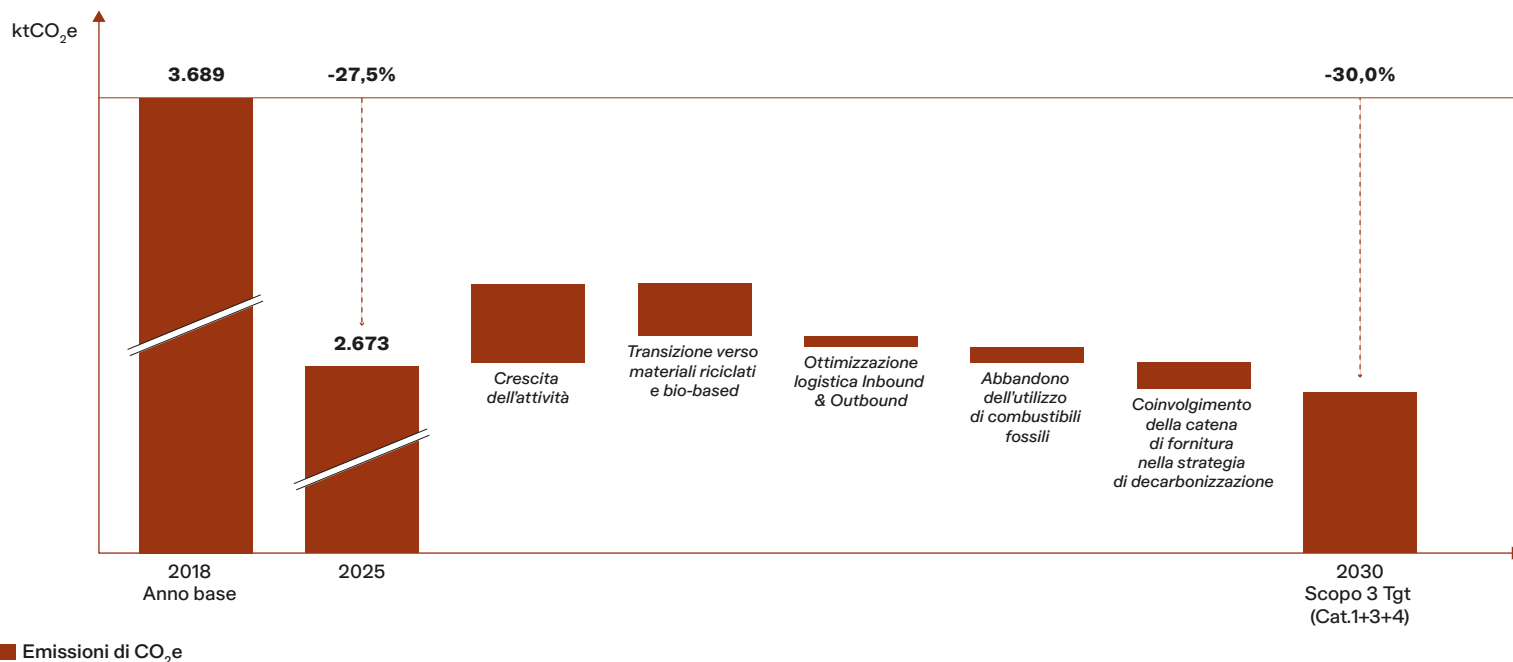 ktCO₂e
3.689
-27,5%
-30,0%
2.673
Crescita
dell'attività
Transizione verso
materiali riciclati
e bio-based
Ottimizzazione
logistica Inbound
& Outbound
Abbandono
dell'utilizzo
di combustibili
fossili
Coinvolgimento
della catena
di fornitura
nella strategia
di decarbonizzazione
2018
Anno base
2025
2030
Scopo 3 Tgt
(Cat.1+3+4)
Emissioni di CO₂e